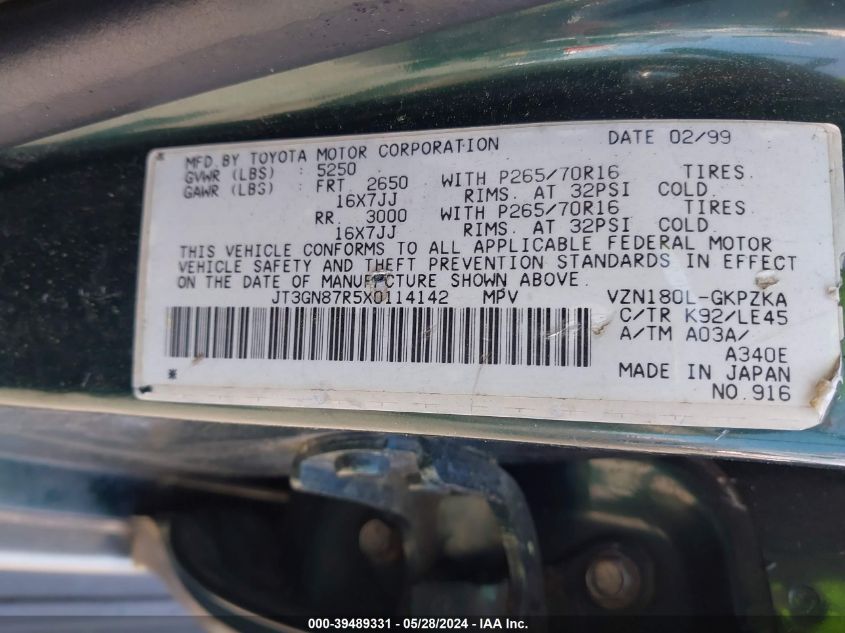 MFD. BY TOYOTA MOTOR CORPORATION DATE 02/99
GVWR (LBS) : 5250
GAWR (LBS) : FRT 2650 WITH P265/70R16 TIRES.
16X7JJ RIMS. AT 32PSI COLD.
RR. 3000 WITH P265/70R16 TIRES.
16X7JJ RIMS. AT 32PSI COLD.
THIS VEHICLE CONFORMS TO ALL APPLICABLE FEDERAL MOTOR
VEHICLE SAFETY AND THEFT PREVENTION STANDARDS IN EFFECT
ON THE DATE OF MANUFACTURE SHOWN ABOVE.
JT3GN87R5X0114142 MPV VZN180L-GKPZKA
C/TR K92/LE45
A/TM A03A/
A340E
MADE IN JAPAN
NO. 916
000-39489331 - 05/28/2024 - IAA Inc.